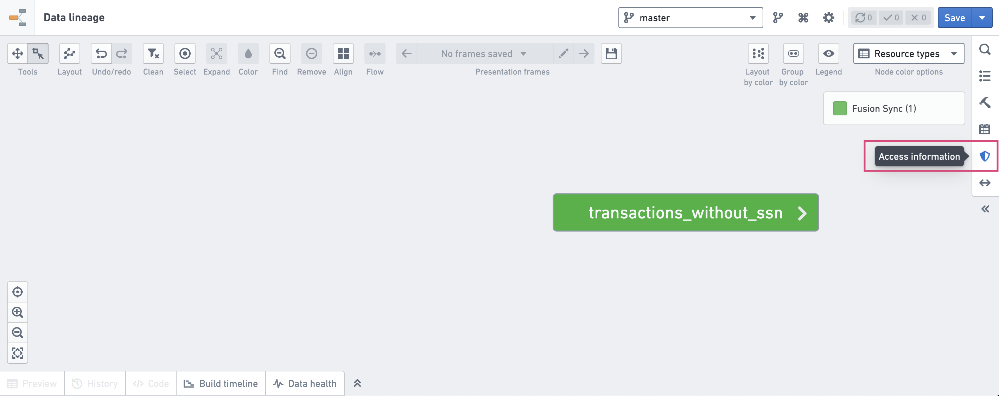 Data lineage
master
0
0
0
Save
No frames saved
Resource types
Tools
Layout
Undo/redo
Clean
Select
Expand
Color
Find
Remove
Align
Flow
Presentation frames
Layout
by color
Group
by color
Legend
Node color options
Fusion Sync (1)
Access information
transactions_without_ssn
Preview
History
Code
Build timeline
Data health